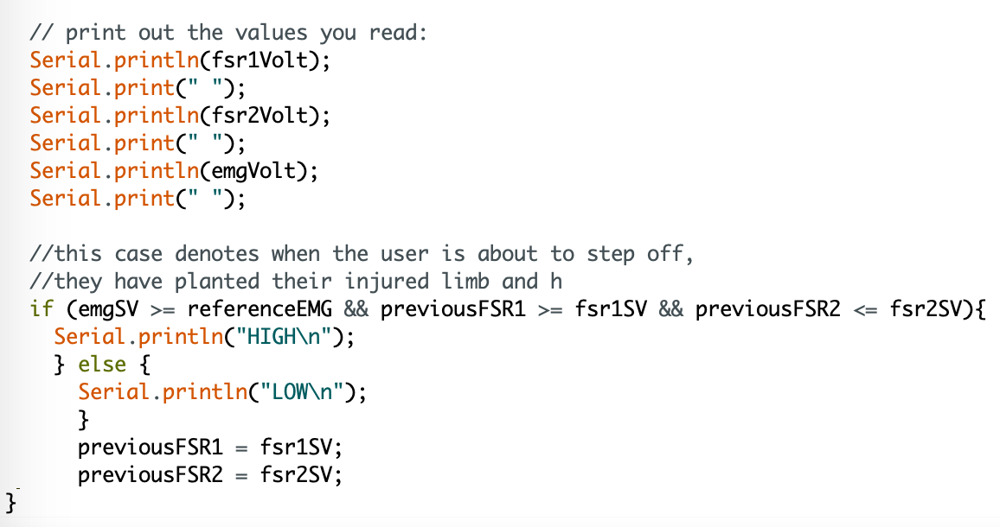 // print out the values you read:
Serial.println(fsr1Volt);
Serial.print(" ");
Serial.println(fsr2Volt);
Serial.print(" ");
Serial.println(emgVolt);
Serial.print(" ");
//this case denotes when the user is about to step off,
//they have planted their injured limb and h
if (emgSV >= referenceEMG && previousFSR1 >= fsr1SV && previousFSR2 <= fsr2SV){
Serial.println("HIGH\n");
} else {
Serial.println("LOW\n");
}
previousFSR1 = fsr1SV;
previousFSR2 = fsr2SV;
}